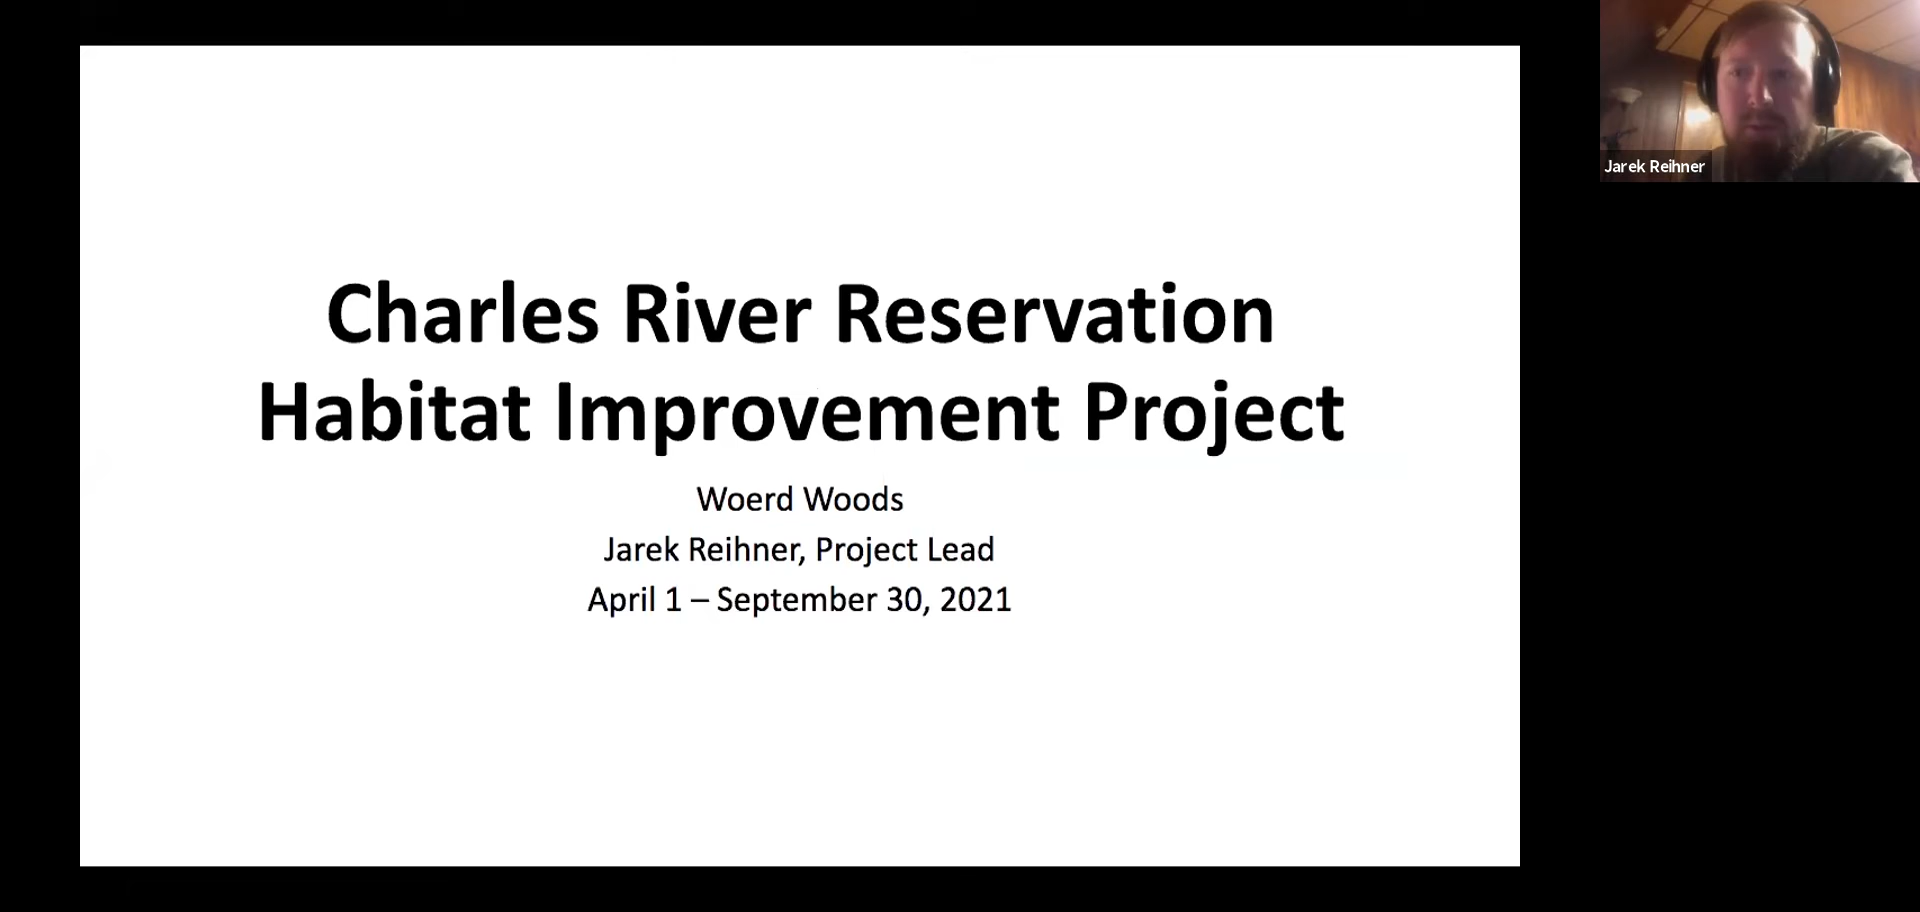 Charles River Reservation
Habitat Improvement Project
Woerd Woods
Jarek Reihner, Project Lead
April 1 – September 30, 2021
Jarek Reihner